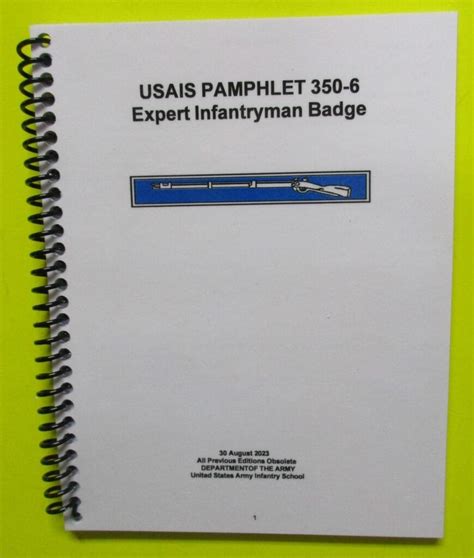 USAIS PAMPHLET 350-6
Expert Infantryman Badge
30 August 2023
All Previous Editions Obsolete
DEPARTMENTOF THE ARMY
United States Army Infantry School
1